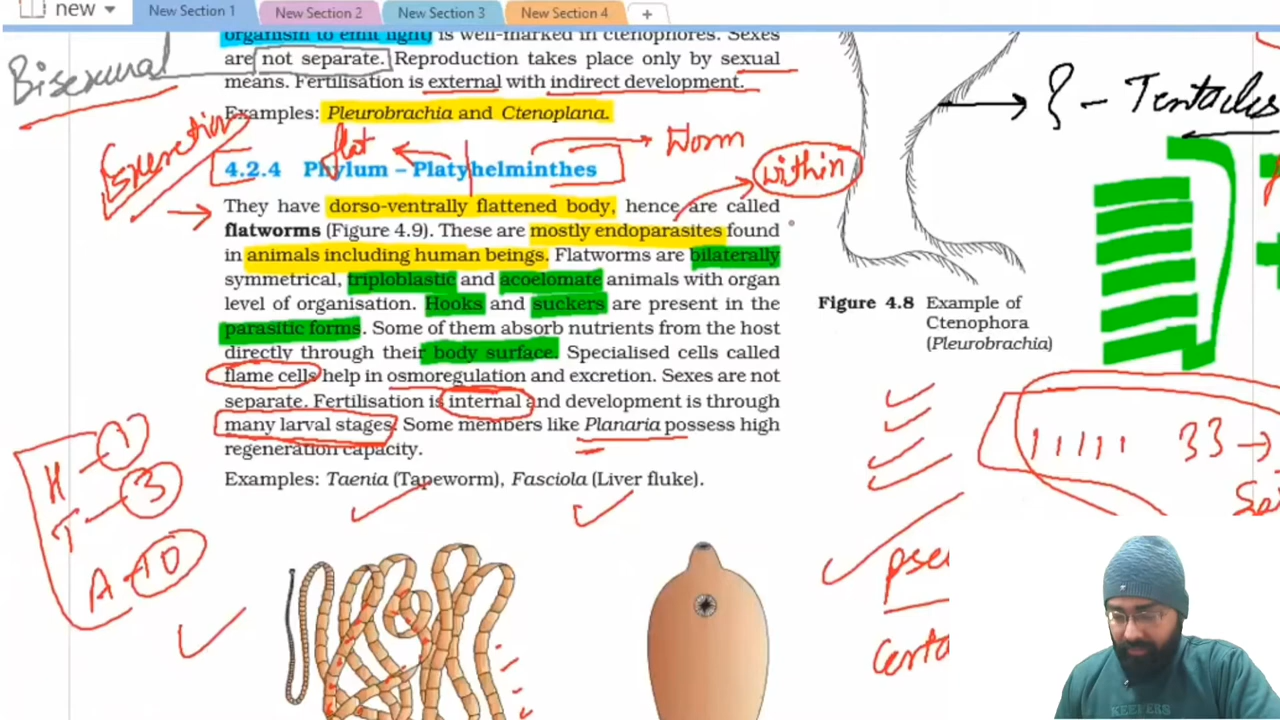 new
New Section 1
New Section 2
New Section 3
New Section 4
+
organism to emit light) is well-marked in ctenophores. Sexes
are not separate. Reproduction takes place only by sexual
means. Fertilisation is external with indirect development.
Examples: Pleurobrachia and Ctenoplana.
Bisexual
Excretion
flat
Worm
within
Tentacles
4.2.4 Phylum – Platyhelminthes
They have dorso-ventrally flattened body, hence are called
flatworms (Figure 4.9). These are mostly endoparasites found
in animals including human beings. Flatworms are bilaterally
symmetrical, triploblastic and acoelomate animals with organ
level of organisation. Hooks and suckers are present in the
parasitic forms. Some of them absorb nutrients from the host
directly through their body surface. Specialised cells called
flame cells help in osmoregulation and excretion. Sexes are not
separate. Fertilisation is internal and development is through
many larval stages. Some members like Planaria possess high
regeneration capacity.
Examples: Taenia (Tapeworm), Fasciola (Liver fluke).
Figure 4.8 Example of
Ctenophora
(Pleurobrachia)
H - 1
T - 3
A - 10
33
KEEPERS